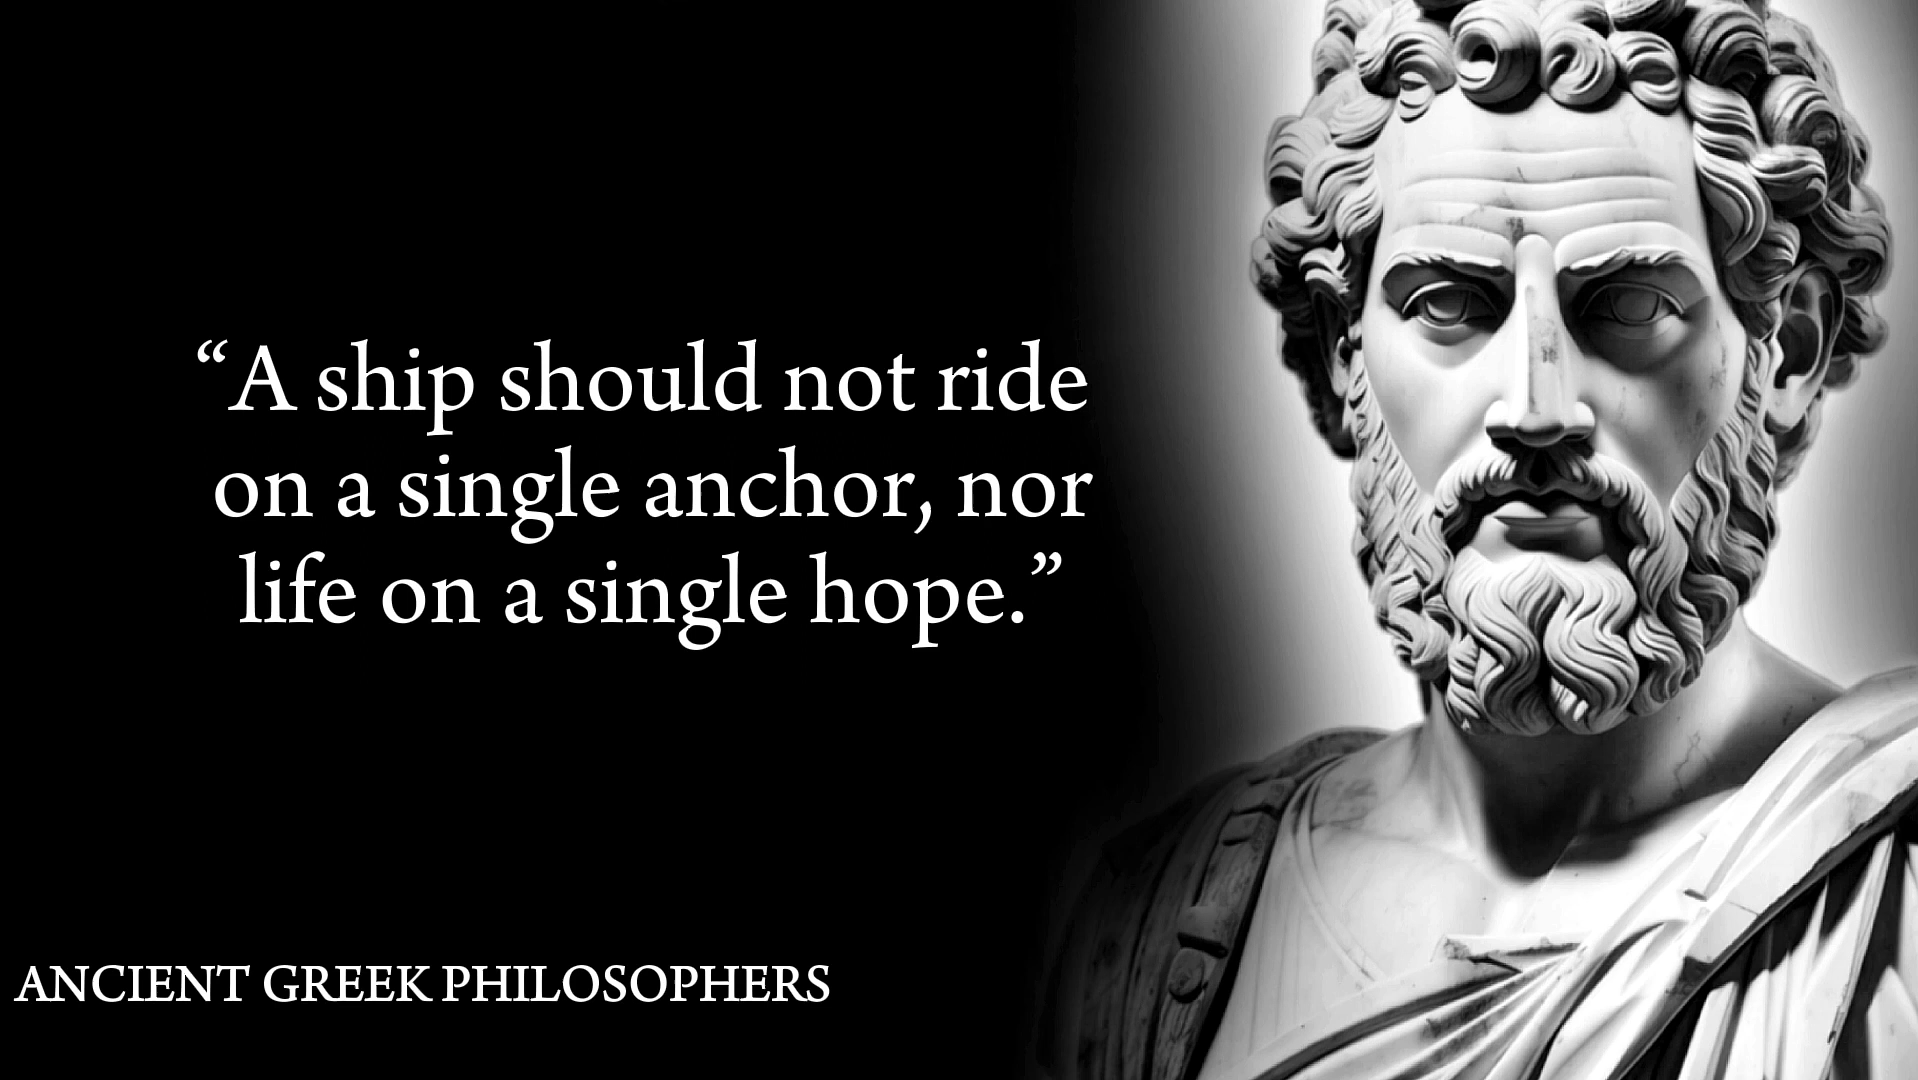 “A ship should not ride
on a single anchor, nor
life on a single hope.”
ANCIENT GREEK PHILOSOPHERS